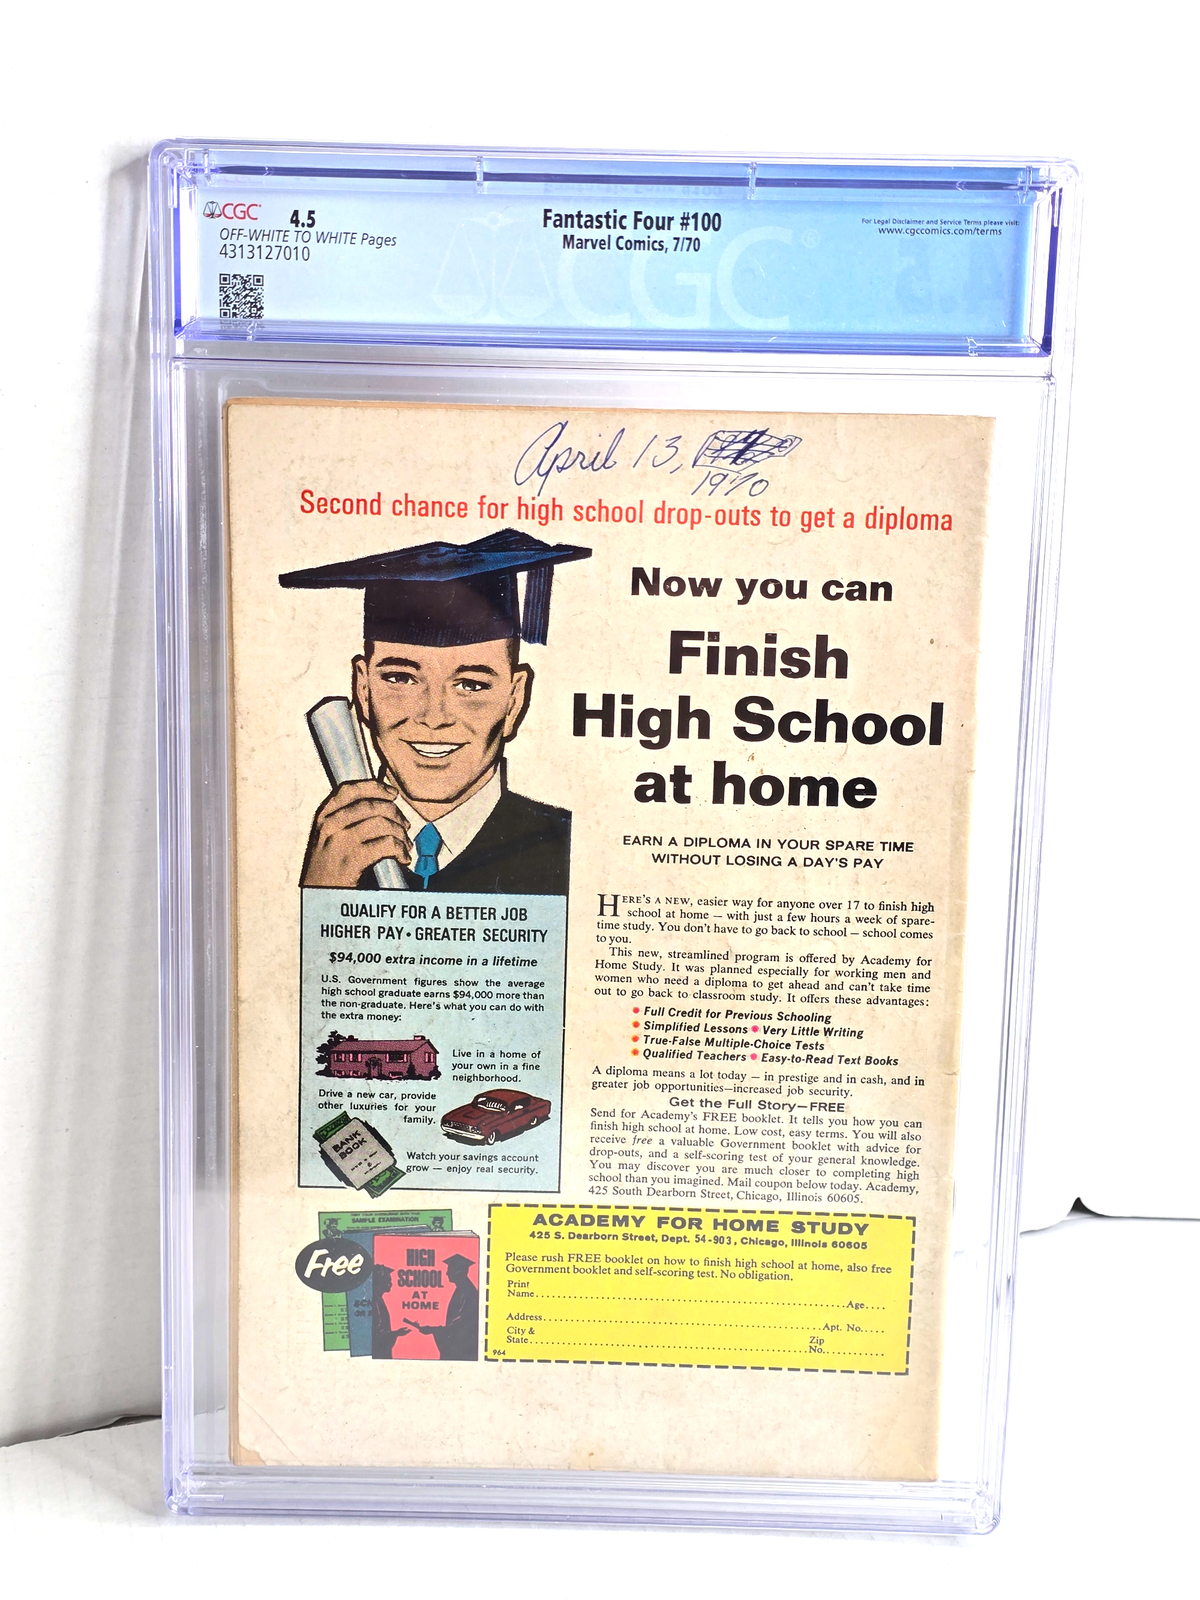 CGC
4.5
OFF-WHITE TO WHITE Pages
4313127010
Fantastic Four #100
Marvel Comics, 7/70
For Legal Disclaimer and Service Terms please visit:
www.cgccomics.com/terms
CGC
April 13,
1970
Second chance for high school drop-outs to get a diploma
Now you can
Finish
High School
at home
EARN A DIPLOMA IN YOUR SPARE TIME
WITHOUT LOSING A DAY'S PAY
QUALIFY FOR A BETTER JOB
HIGHER PAY • GREATER SECURITY
$94,000 extra income in a lifetime
U.S. Government figures show the average
high school graduate earns $94,000 more than
the non-graduate. Here's what you can do with
the extra money:
Live in a home of
your own in a fine
neighborhood.
Drive a new car, provide
other luxuries for your
family.
BANK
BOOK
Watch your savings account
grow — enjoy real security.
HERE'S A NEW, easier way for anyone over 17 to finish high
school at home — with just a few hours a week of spare-
time study. You don't have to go back to school — school comes
to you.
This new, streamlined program is offered by Academy for
Home Study. It was planned especially for working men and
women who need a diploma to get ahead and can't take time
out to go back to classroom study. It offers these advantages:
• Full Credit for Previous Schooling
• Simplified Lessons • Very Little Writing
• True-False Multiple-Choice Tests
• Qualified Teachers • Easy-to-Read Text Books
A diploma means a lot today — in prestige and in cash, and in
greater job opportunities—increased job security.
Get the Full Story—FREE
Send for Academy's FREE booklet. It tells you how you can
finish high school at home. Low cost, easy terms. You will also
receive free a valuable Government booklet with advice for
drop-outs, and a self-scoring test of your general knowledge.
You may discover you are much closer to completing high
school than you imagined. Mail coupon below today. Academy,
425 South Dearborn Street, Chicago, Illinois 60605.
SAMPLE EXAMINATION
Free
HIGH
SCHOOL
AT
HOME
ACADEMY FOR HOME STUDY
425 S. Dearborn Street, Dept. 54-903, Chicago, Illinois 60605
Please rush FREE booklet on how to finish high school at home, also free
Government booklet and self-scoring test. No obligation.
Print
Name........Age....
Address........Apt. No.....
City & Zip
State........No...........
964